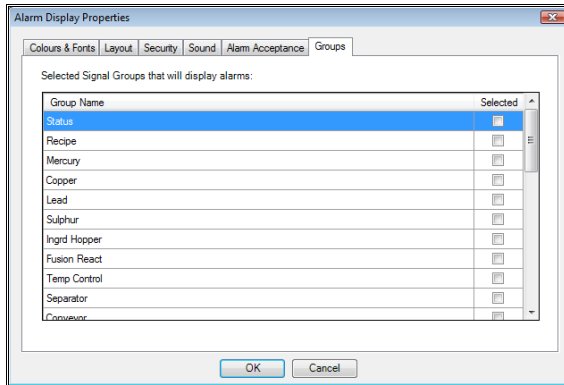 Alarm Display Properties
Colours & Fonts Layout Security Sound Alarm Acceptance Groups
Selected Signal Groups that will display alarms:
Group Name Selected
Status
Recipe
Mercury
Copper
Lead
Sulphur
Ingrd Hopper
Fusion React
Temp Control
Separator
Conveyor
OK Cancel